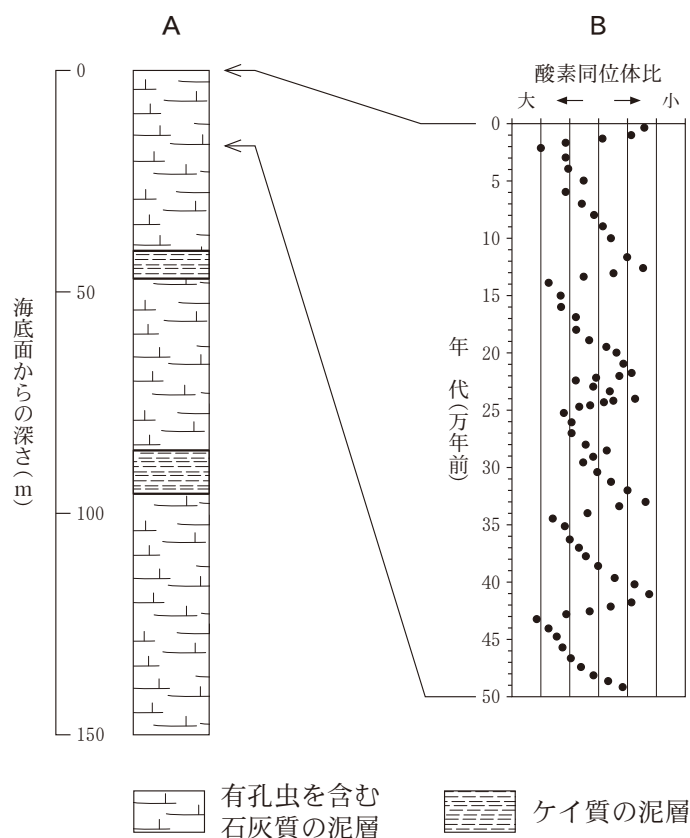 A
B
酸素同位体比
大
小
0
50
100
150
海底面からの深さ(m)
0
5
10
15
20
25
30
35
40
45
50
年代(万年前)
有孔虫を含む
石灰質の泥層
ケイ質の泥層